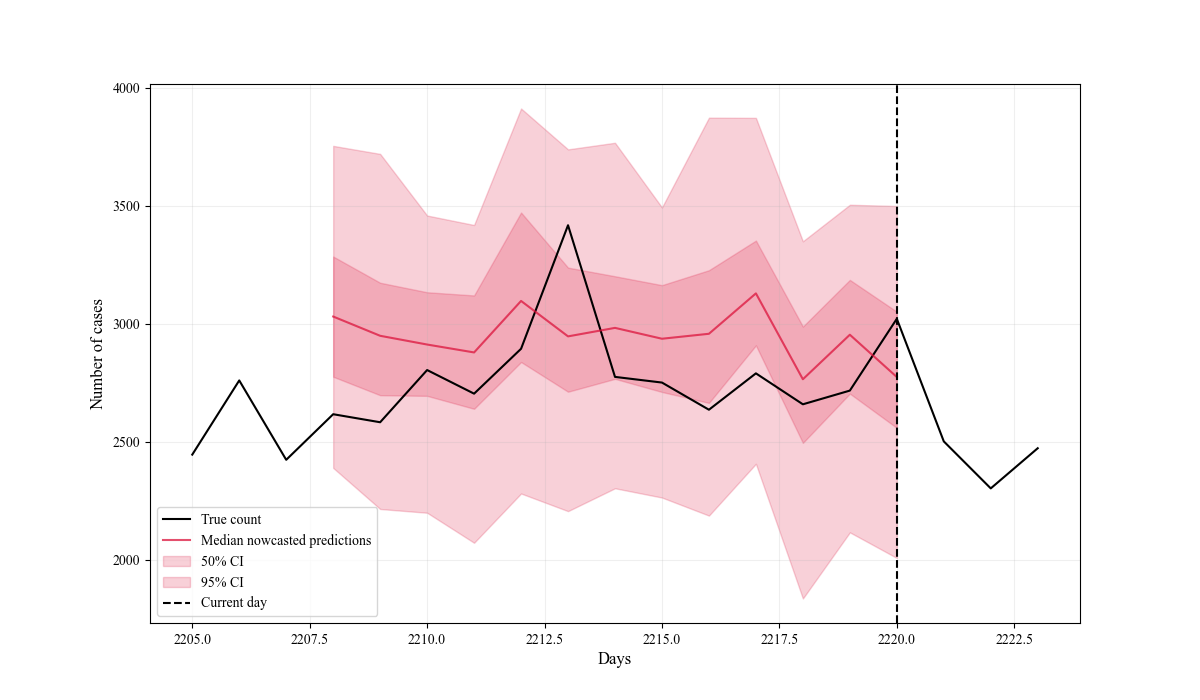 4000
3500
3000
2500
2000
Number of cases
True count
Median nowcasted predictions
50% CI
95% CI
Current day
2205.0 2207.5 2210.0 2212.5 2215.0 2217.5 2220.0 2222.5
Days